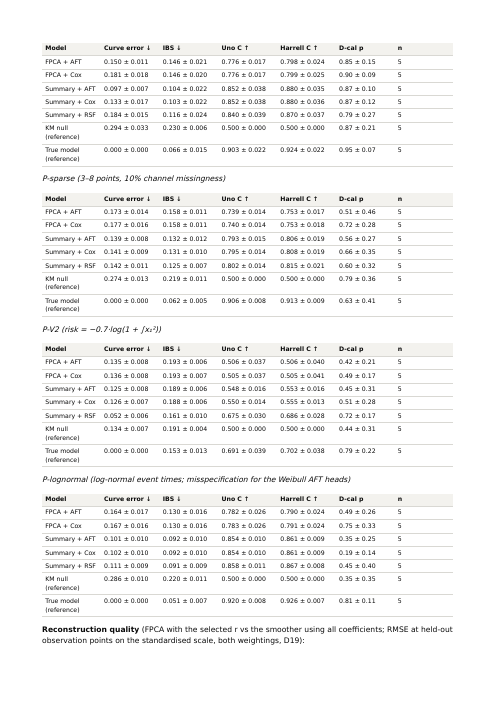 Model Curve error ↓ IBS ↓ Uno C ↑ Harrell C ↑ D-cal p n
FPCA + AFT 0.150 ± 0.011 0.146 ± 0.021 0.776 ± 0.017 0.798 ± 0.024 0.85 ± 0.15 5
FPCA + Cox 0.181 ± 0.018 0.146 ± 0.020 0.777 ± 0.017 0.799 ± 0.025 0.90 ± 0.09 5
Summary + AFT 0.097 ± 0.007 0.104 ± 0.022 0.852 ± 0.038 0.880 ± 0.035 0.87 ± 0.10 5
Summary + Cox 0.133 ± 0.017 0.103 ± 0.022 0.852 ± 0.038 0.880 ± 0.036 0.87 ± 0.12 5
Summary + RSF 0.184 ± 0.015 0.116 ± 0.024 0.840 ± 0.039 0.870 ± 0.037 0.79 ± 0.27 5
KM null 0.294 ± 0.033 0.230 ± 0.006 0.500 ± 0.000 0.500 ± 0.000 0.87 ± 0.21 5
(reference)
True model 0.000 ± 0.000 0.066 ± 0.015 0.903 ± 0.022 0.924 ± 0.022 0.95 ± 0.07 5
(reference)
P-sparse (3–8 points, 10% channel missingness)
Model Curve error ↓ IBS ↓ Uno C ↑ Harrell C ↑ D-cal p n
FPCA + AFT 0.173 ± 0.014 0.158 ± 0.011 0.739 ± 0.014 0.753 ± 0.017 0.51 ± 0.46 5
FPCA + Cox 0.177 ± 0.016 0.158 ± 0.011 0.740 ± 0.014 0.753 ± 0.018 0.72 ± 0.28 5
Summary + AFT 0.139 ± 0.008 0.132 ± 0.012 0.793 ± 0.015 0.806 ± 0.019 0.56 ± 0.27 5
Summary + Cox 0.141 ± 0.009 0.131 ± 0.010 0.795 ± 0.014 0.808 ± 0.019 0.66 ± 0.35 5
Summary + RSF 0.142 ± 0.011 0.125 ± 0.007 0.802 ± 0.014 0.815 ± 0.021 0.60 ± 0.32 5
KM null 0.274 ± 0.013 0.219 ± 0.011 0.500 ± 0.000 0.500 ± 0.000 0.79 ± 0.36 5
(reference)
True model 0.000 ± 0.000 0.062 ± 0.005 0.906 ± 0.008 0.913 ± 0.009 0.63 ± 0.41 5
(reference)
P-V2 (risk = −0.7·log(1 + ∫x₁²))
Model Curve error ↓ IBS ↓ Uno C ↑ Harrell C ↑ D-cal p n
FPCA + AFT 0.135 ± 0.008 0.193 ± 0.006 0.506 ± 0.037 0.506 ± 0.040 0.42 ± 0.21 5
FPCA + Cox 0.136 ± 0.008 0.193 ± 0.007 0.505 ± 0.037 0.505 ± 0.041 0.49 ± 0.17 5
Summary + AFT 0.125 ± 0.008 0.189 ± 0.006 0.548 ± 0.016 0.553 ± 0.016 0.45 ± 0.31 5
Summary + Cox 0.126 ± 0.007 0.188 ± 0.006 0.550 ± 0.014 0.555 ± 0.013 0.51 ± 0.28 5
Summary + RSF 0.052 ± 0.006 0.161 ± 0.010 0.675 ± 0.030 0.686 ± 0.028 0.72 ± 0.17 5
KM null 0.134 ± 0.007 0.191 ± 0.004 0.500 ± 0.000 0.500 ± 0.000 0.44 ± 0.31 5
(reference)
True model 0.000 ± 0.000 0.153 ± 0.013 0.691 ± 0.039 0.702 ± 0.038 0.79 ± 0.22 5
(reference)
P-lognormal (log-normal event times; misspecification for the Weibull AFT heads)
Model Curve error ↓ IBS ↓ Uno C ↑ Harrell C ↑ D-cal p n
FPCA + AFT 0.164 ± 0.017 0.130 ± 0.016 0.782 ± 0.026 0.790 ± 0.024 0.49 ± 0.26 5
FPCA + Cox 0.167 ± 0.016 0.130 ± 0.016 0.783 ± 0.026 0.791 ± 0.024 0.75 ± 0.33 5
Summary + AFT 0.101 ± 0.010 0.092 ± 0.010 0.854 ± 0.010 0.861 ± 0.009 0.35 ± 0.25 5
Summary + Cox 0.102 ± 0.010 0.092 ± 0.010 0.854 ± 0.010 0.861 ± 0.009 0.19 ± 0.14 5
Summary + RSF 0.111 ± 0.009 0.091 ± 0.009 0.858 ± 0.011 0.867 ± 0.008 0.45 ± 0.40 5
KM null 0.286 ± 0.010 0.220 ± 0.011 0.500 ± 0.000 0.500 ± 0.000 0.35 ± 0.35 5
(reference)
True model 0.000 ± 0.000 0.051 ± 0.007 0.920 ± 0.008 0.926 ± 0.007 0.81 ± 0.11 5
(reference)
Reconstruction quality (FPCA with the selected r vs the smoother using all coefficients; RMSE at held-out
observation points on the standardised scale, both weightings, D19):